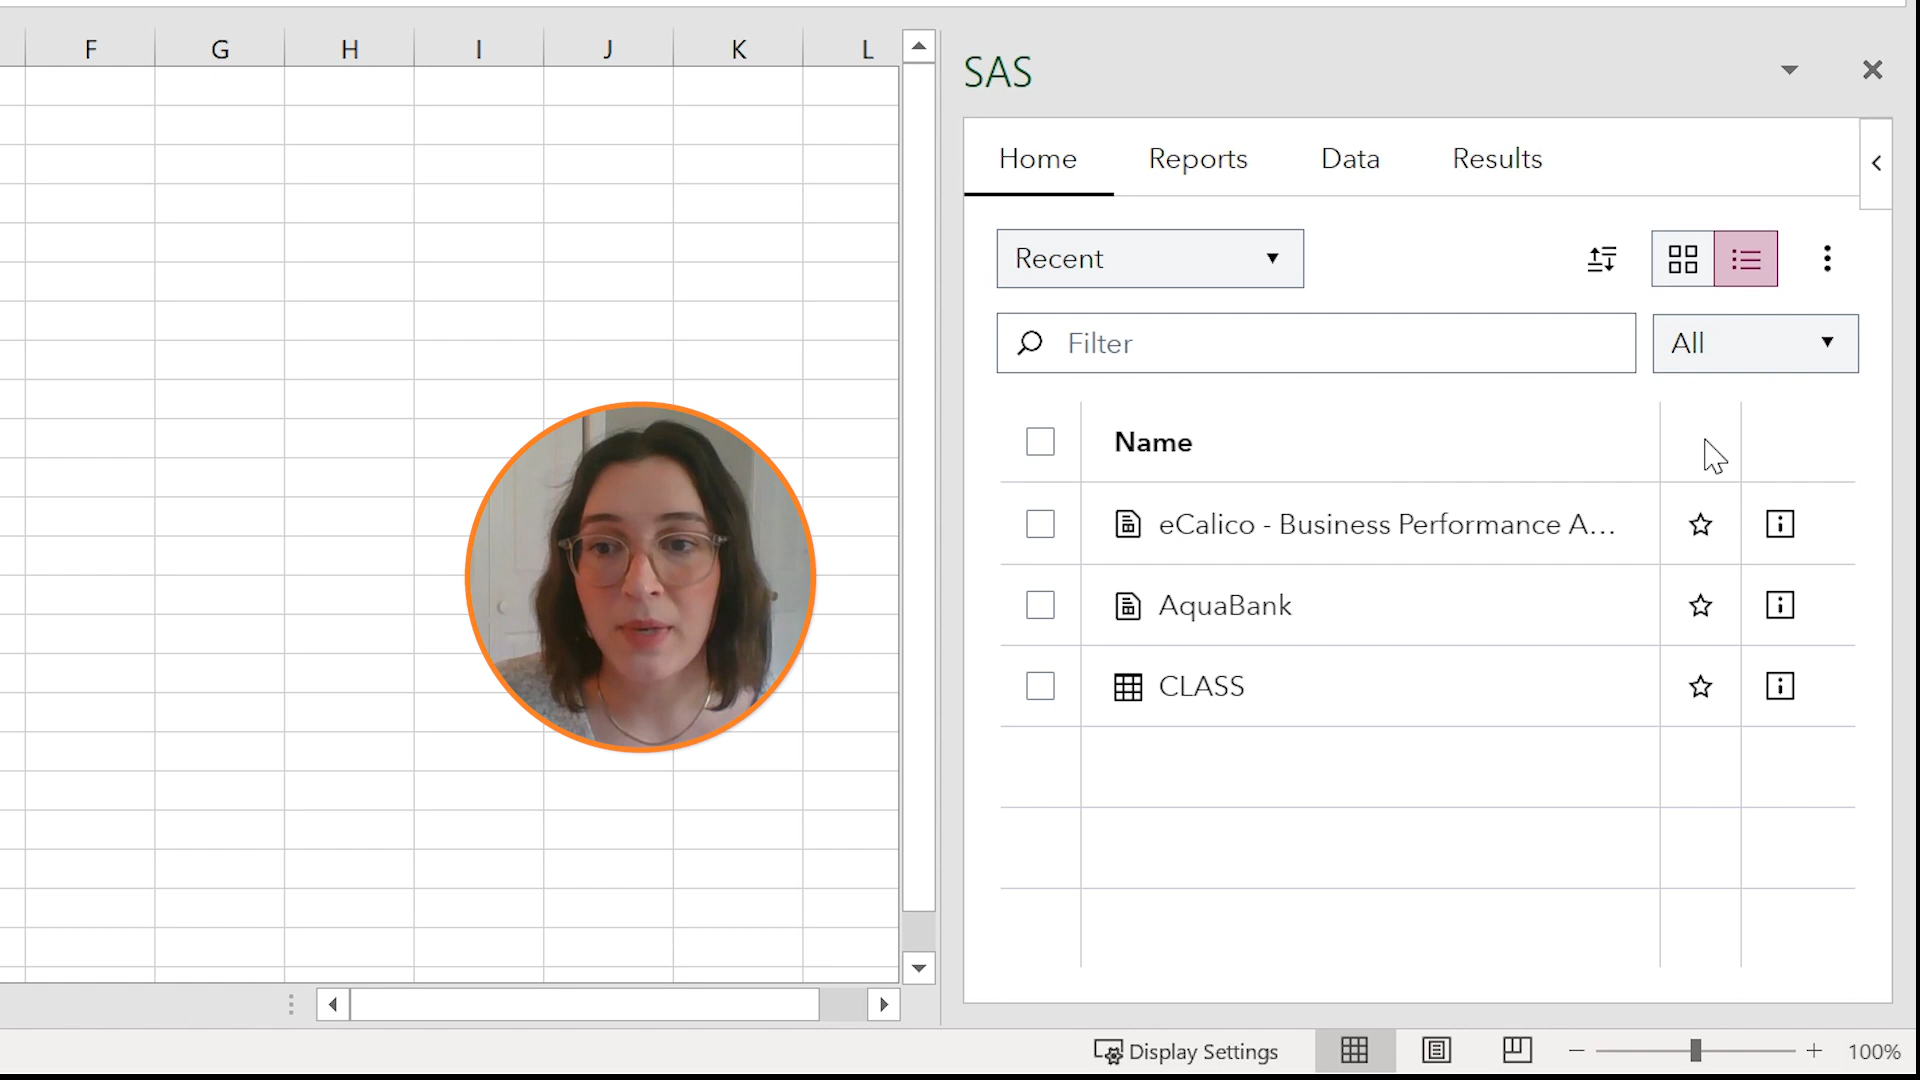 F G H I J K L
SAS
Home Reports Data Results
Recent
Filter All
Name
eCalico - Business Performance A...
AquaBank
CLASS
Display Settings 100%